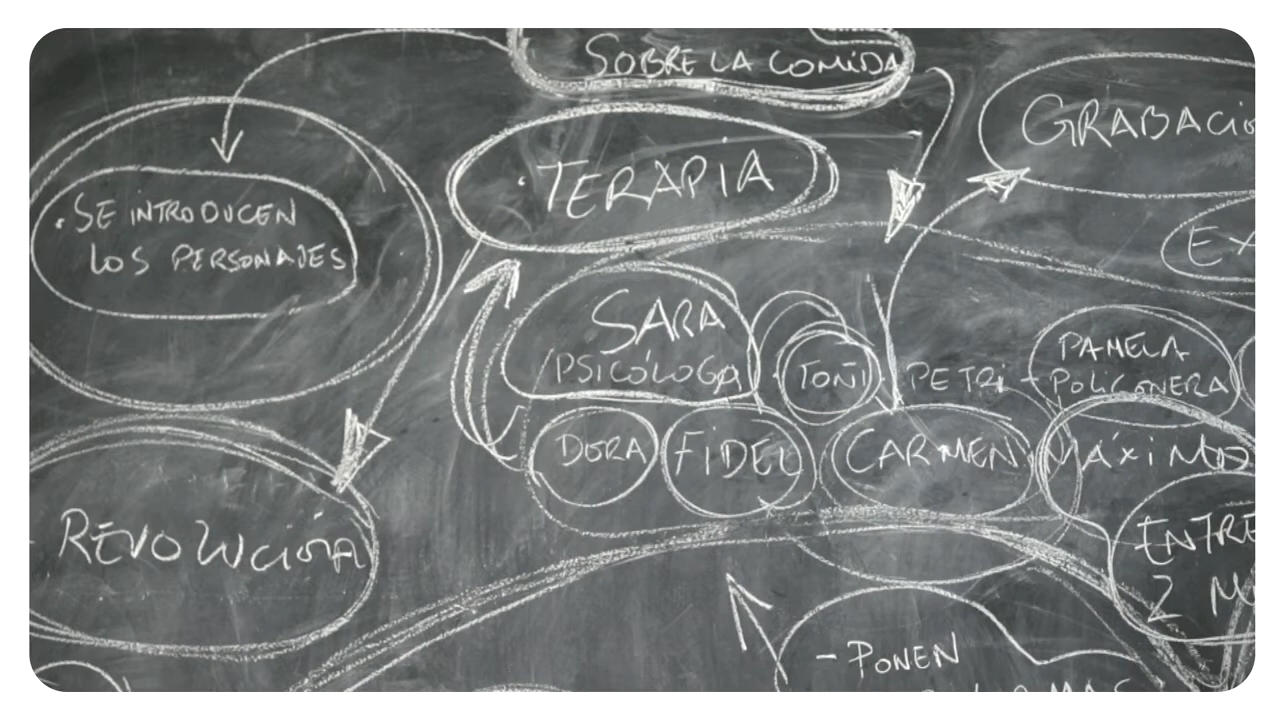 SOBRE LA COMIDA
GRABACIO
· TERAPIA
· SE INTRODUCEN
LOS PERSONAJES
EX
SARA
PSICÓLOGA
TOÑI
PETRI -
PAMELA
POLIGONERA
DORA
FIDEL
CARMEN
MÁXIMO
REVOLUCIÓN
ENTRE
2
- PONEN